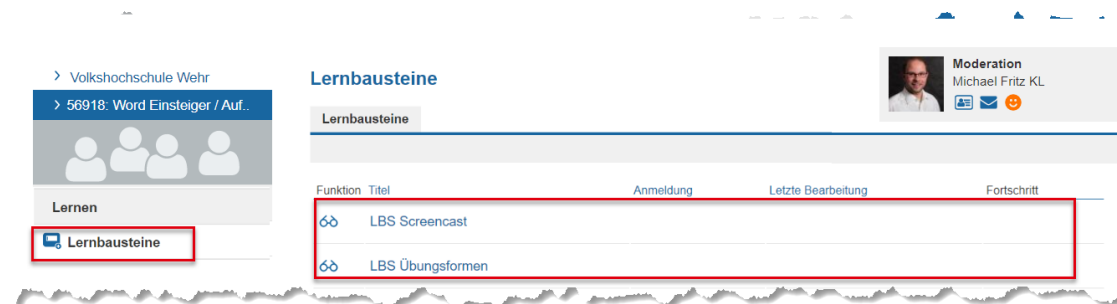 Volkshochschule Wehr
56918: Word Einsteiger / Auf..
Lernen
Lernbausteine
Lernbausteine
Lernbausteine
Moderation
Michael Fritz KL
Funktion Titel Anmeldung Letzte Bearbeitung Fortschritt
LBS Screencast
LBS Übungsformen